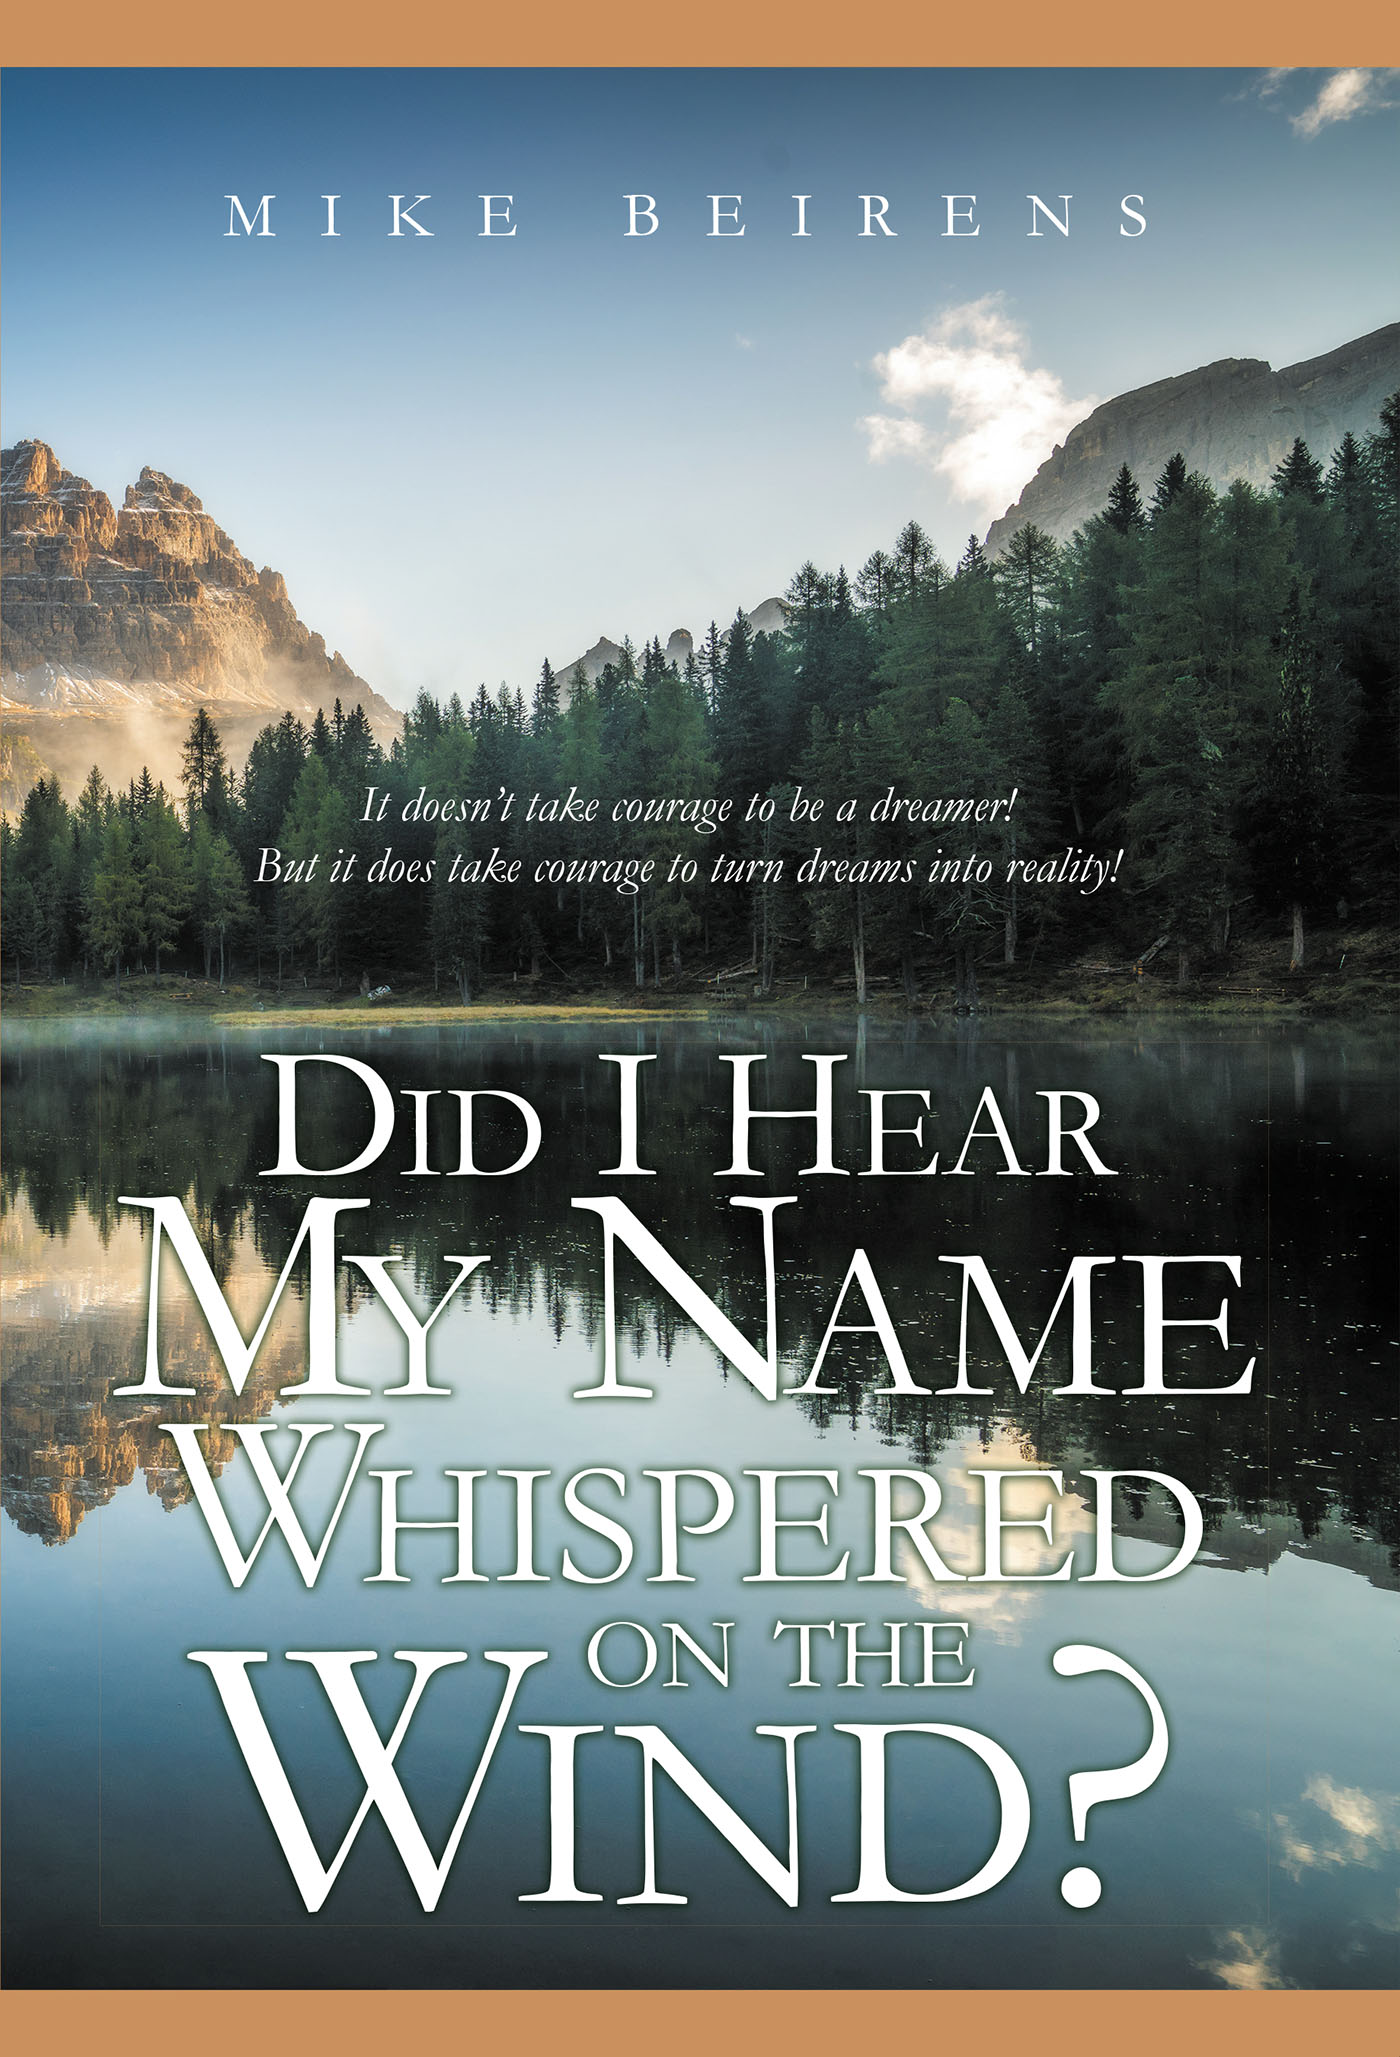 MIKE BEIRENS
It doesn't take courage to be a dreamer!
But it does take courage to turn dreams into reality!
DID I HEAR
MY NAME
WHISPERED
ON THE
WIND?